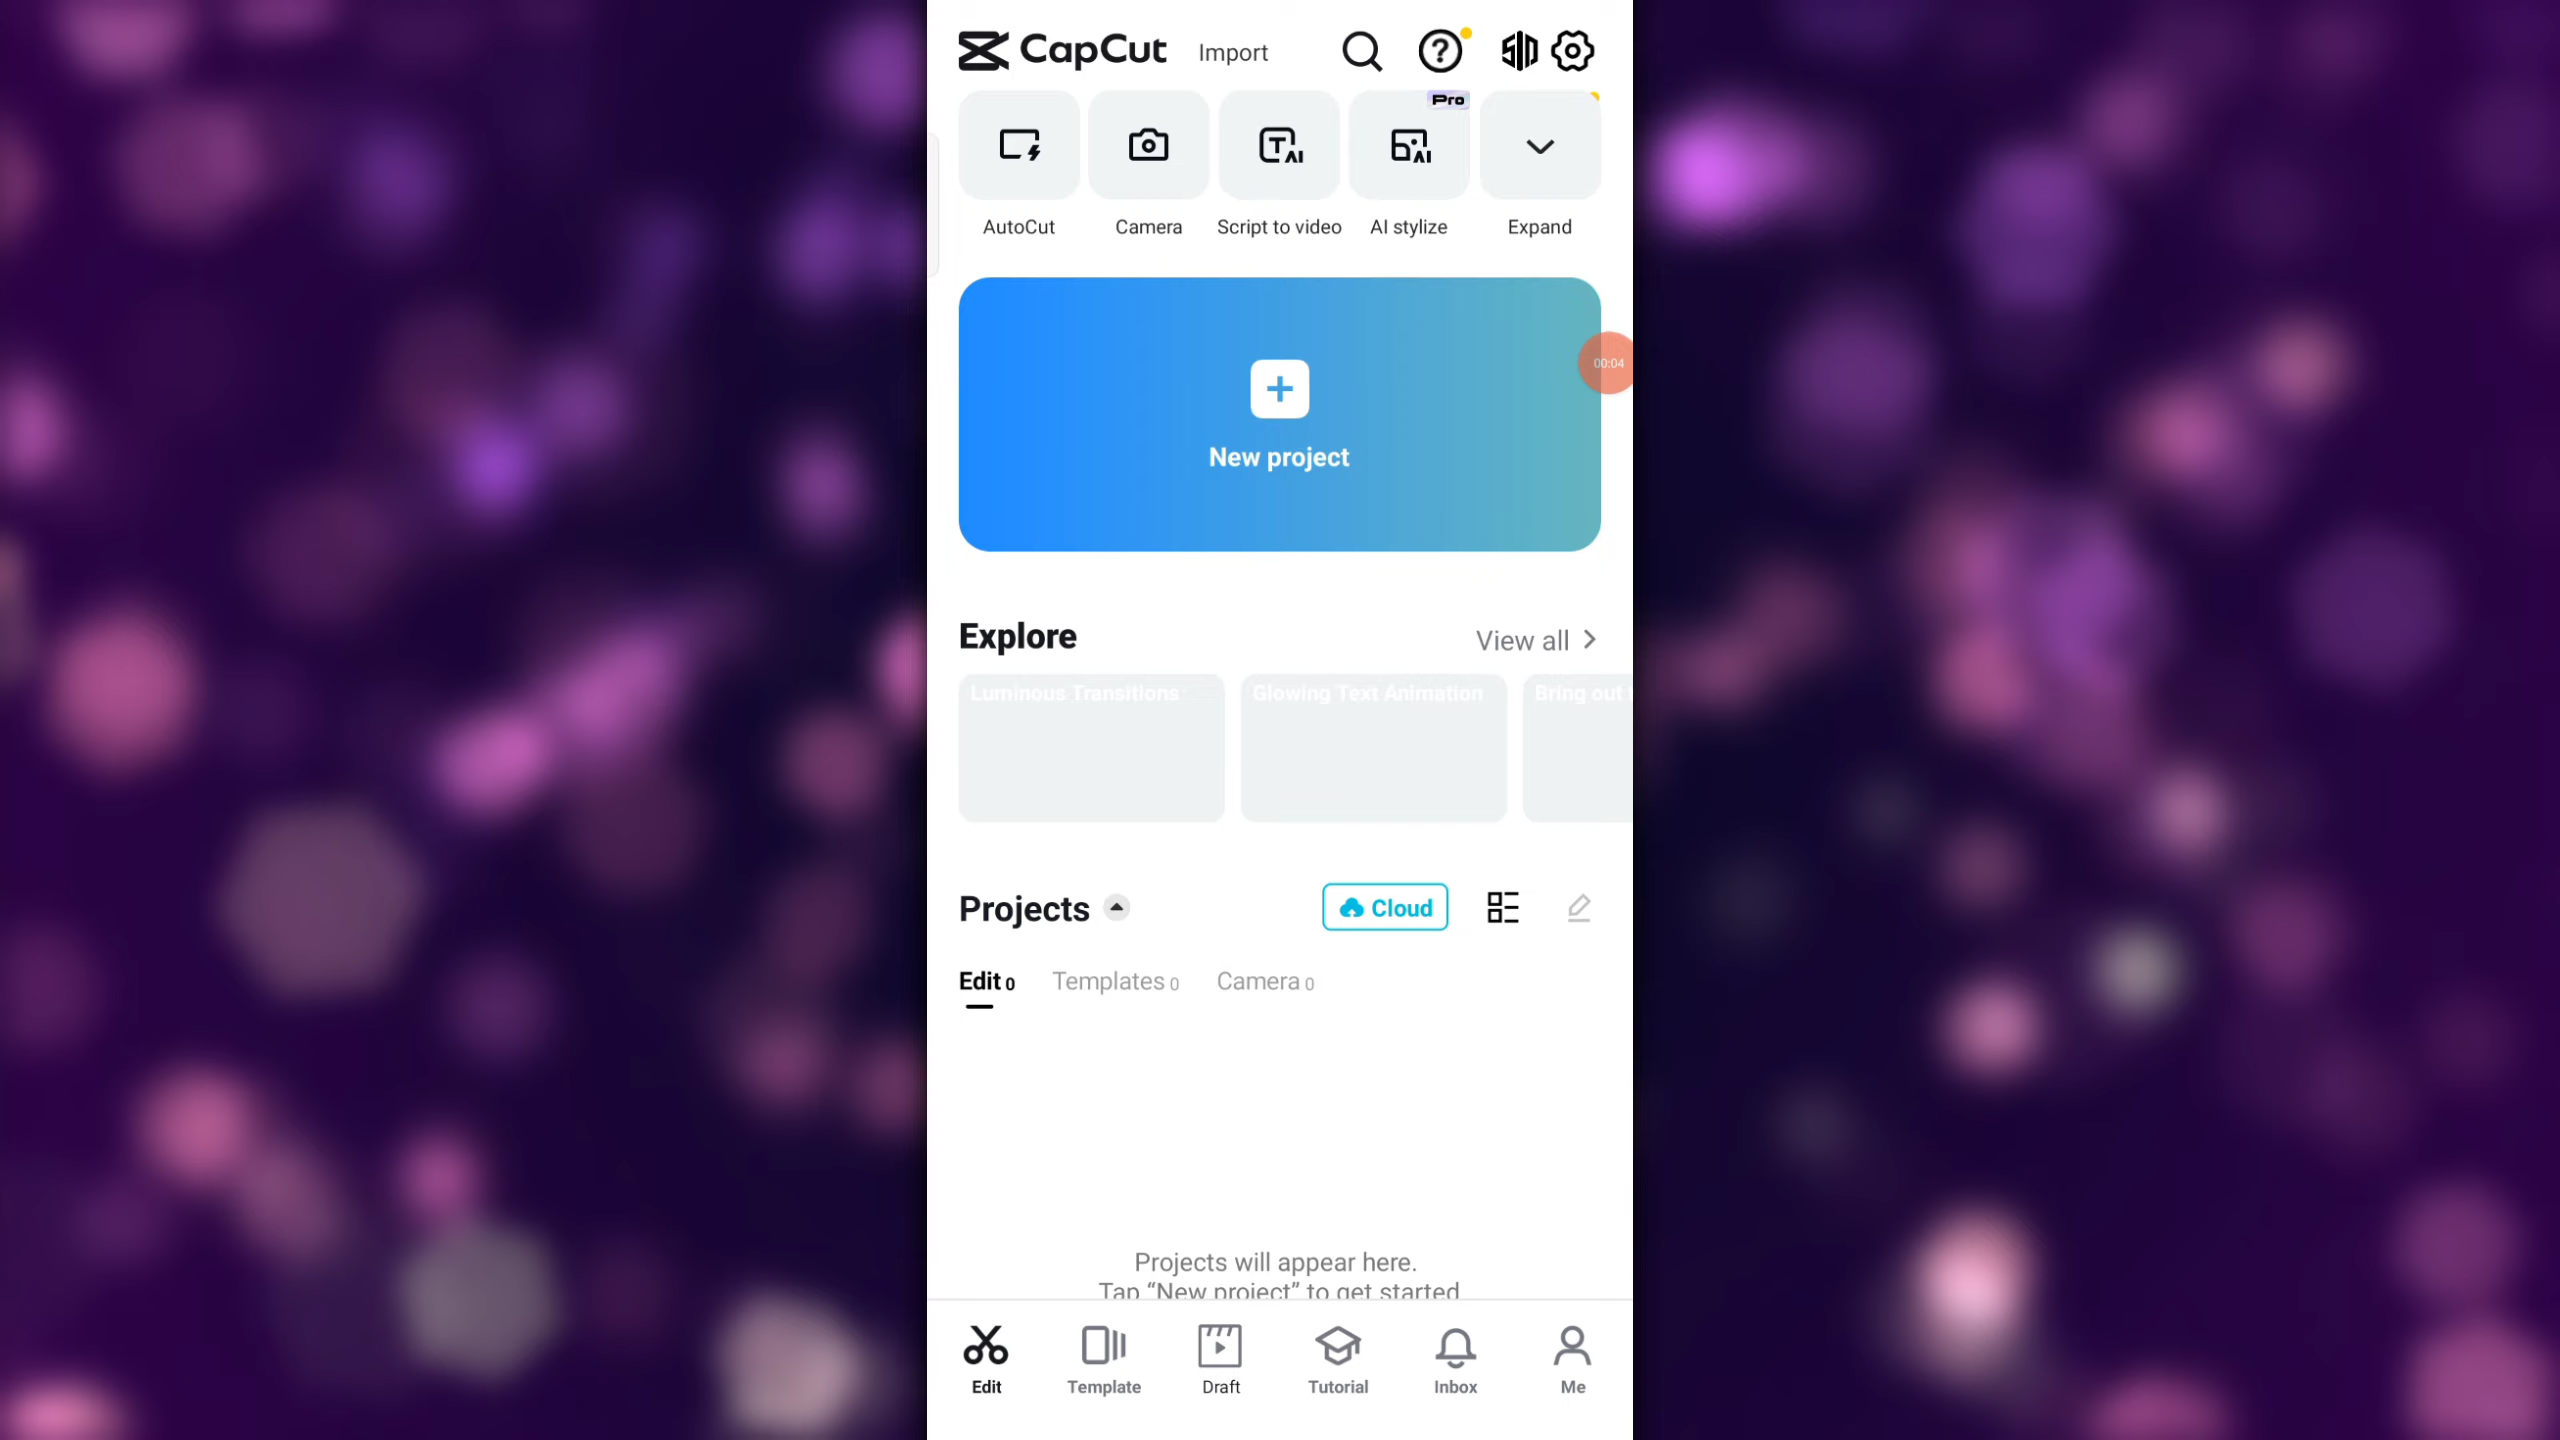 CapCut Import
Pro
AutoCut Camera Script to video AI stylize Expand
New project
00:04
Explore
View all
Luminous Transitions Glowing Text Animation Bring out
Projects
Cloud
Edit 0 Templates 0 Camera 0
Projects will appear here.
Tap “New project” to get started
Edit Template Draft Tutorial Inbox Me